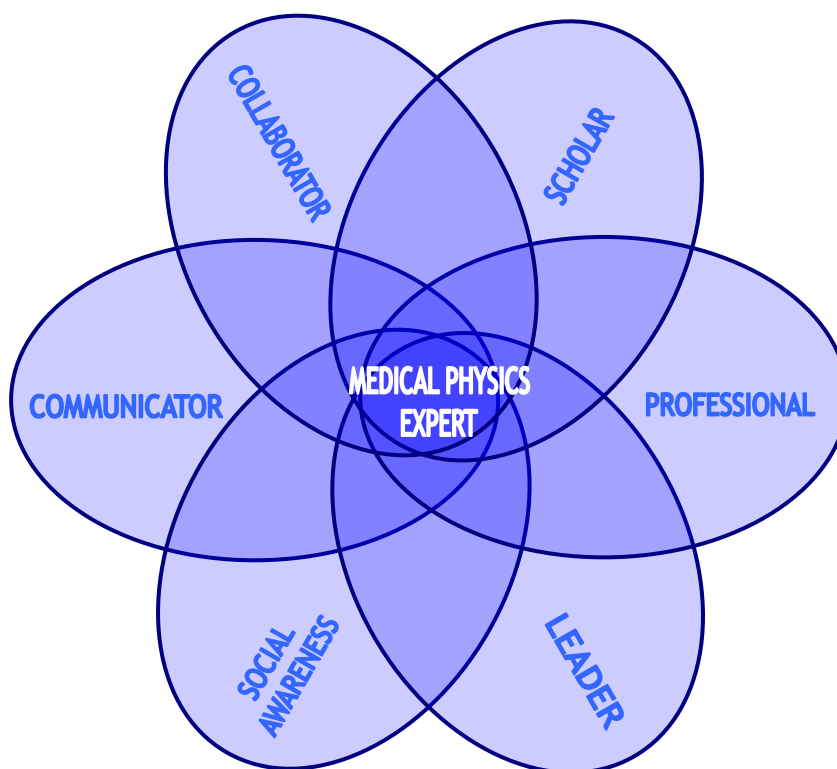 COLLABORATOR
SCHOLAR
COMMUNICATOR
MEDICAL PHYSICS
EXPERT
PROFESSIONAL
SOCIAL
AWARENESS
LEADER